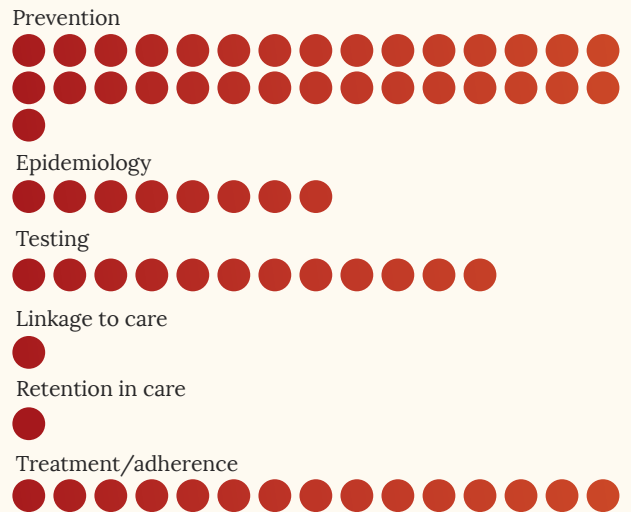 Prevention
Epidemiology
Testing
Linkage to care
Retention in care
Treatment/adherence